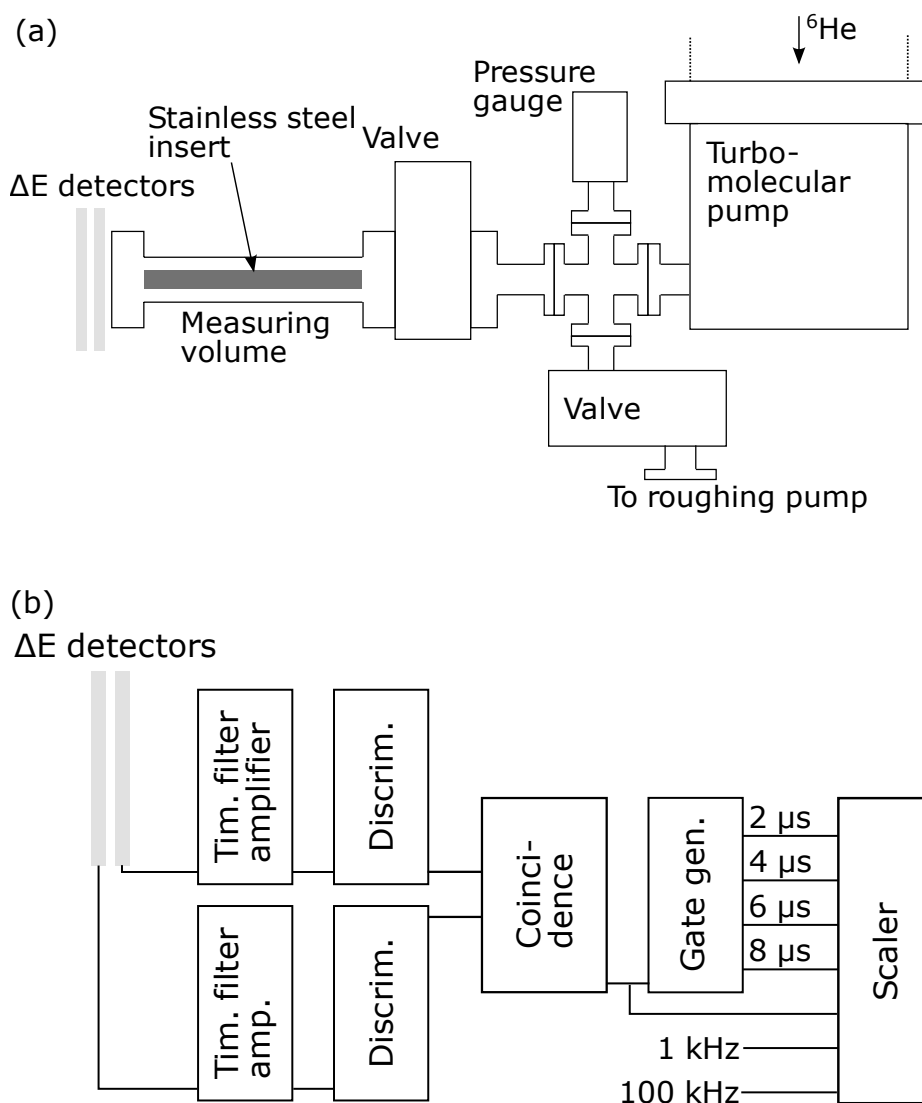 (a)
⁶He
Pressure
gauge
Stainless steel
insert
Valve
Turbo-
molecular
pump
ΔE detectors
Measuring
volume
Valve
To roughing pump
(b)
ΔE detectors
Tim. filter
amplifier
Discrim.
Tim. filter
amp.
Discrim.
Coinci-
dence
Gate gen.
2 μs
4 μs
6 μs
8 μs
Scaler
1 kHz
100 kHz